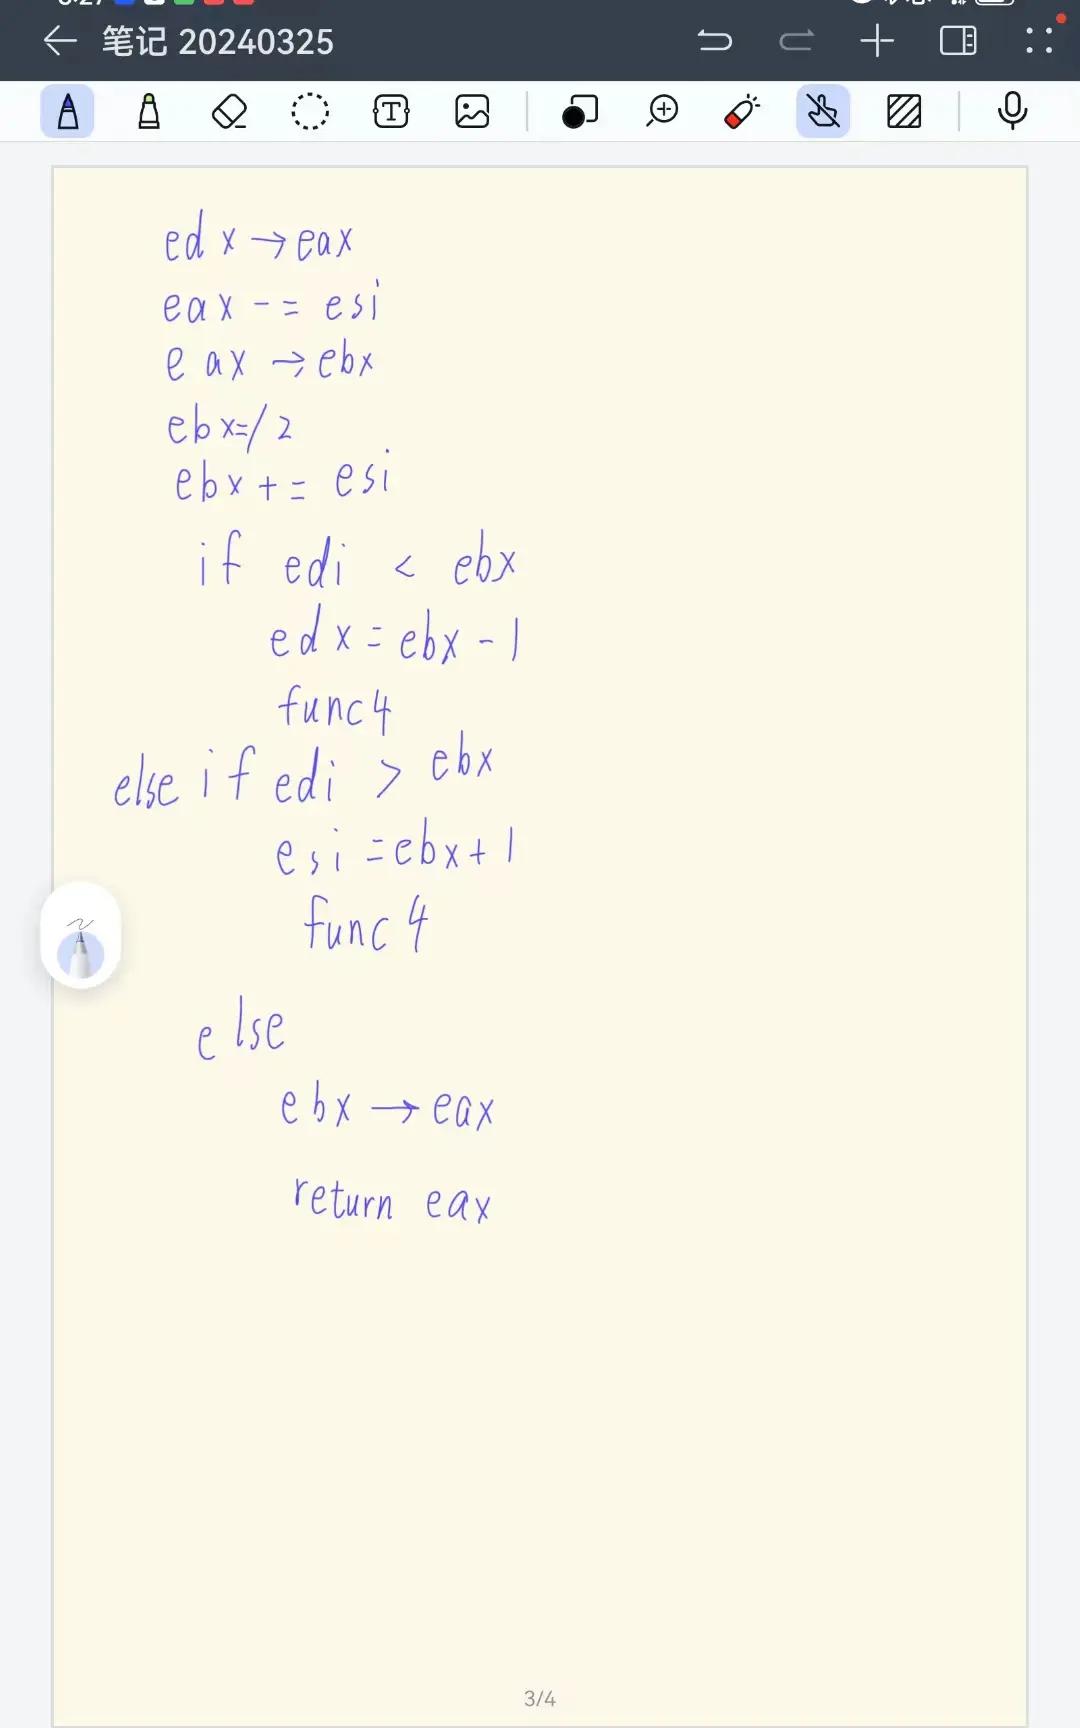 笔记 20240325
edx→eax
eax -= esi
eax→ebx
ebx=/2
ebx += esi
if edi < ebx
edx = ebx-1
func4
else if edi > ebx
esi = ebx+1
func4
else
ebx→eax
return eax
3/4